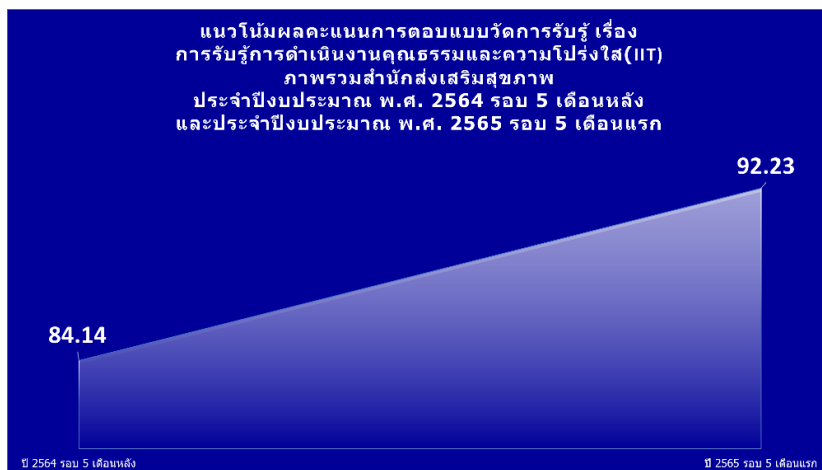 แนวโน้มผลคะแนนการตอบแบบวัดการรับรู้ เรื่อง
การรับรู้การดำเนินงานคุณธรรมและความโปร่งใส(IIT)
ภาพรวมสำนักส่งเสริมสุขภาพ
ประจำปีงบประมาณ พ.ศ. 2564 รอบ 5 เดือนหลัง
และประจำปีงบประมาณ พ.ศ. 2565 รอบ 5 เดือนแรก
92.23
84.14
ปี 2564 รอบ 5 เดือนหลัง
ปี 2565 รอบ 5 เดือนแรก